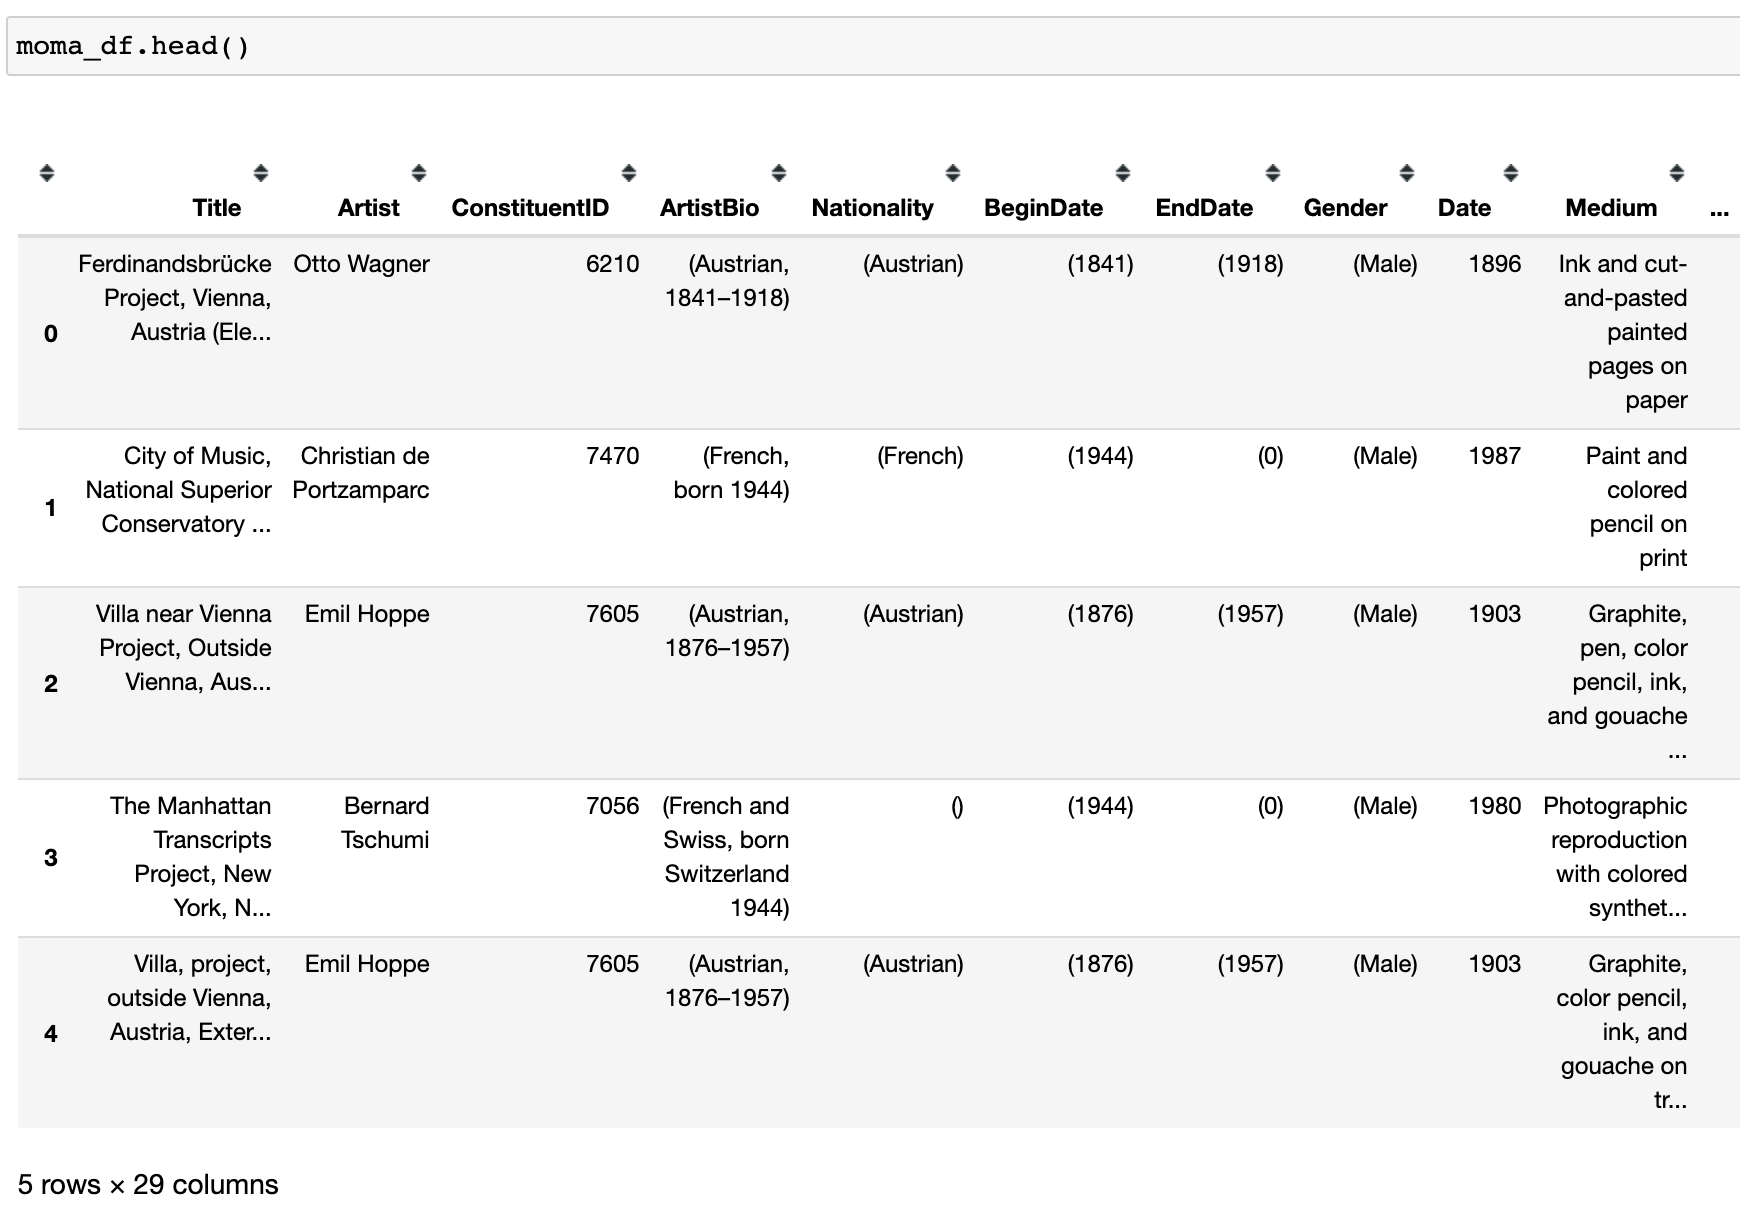 moma_df.head()
Title Artist ConstituentID ArtistBio Nationality BeginDate EndDate Gender Date Medium ...
0 Ferdinandsbrücke Project, Vienna, Austria (Ele... Otto Wagner 6210 (Austrian, 1841–1918) (Austrian) (1841) (1918) (Male) 1896 Ink and cut-and-pasted painted pages on paper
1 City of Music, National Superior Conservatory ... Christian de Portzamparc 7470 (French, born 1944) (French) (1944) (0) (Male) 1987 Paint and colored pencil on print
2 Villa near Vienna Project, Outside Vienna, Aus... Emil Hoppe 7605 (Austrian, 1876–1957) (Austrian) (1876) (1957) (Male) 1903 Graphite, pen, color pencil, ink, and gouache ...
3 The Manhattan Transcripts Project, New York, N... Bernard Tschumi 7056 (French and Swiss, born Switzerland 1944) () (1944) (0) (Male) 1980 Photographic reproduction with colored synthet...
4 Villa, project, outside Vienna, Austria, Exter... Emil Hoppe 7605 (Austrian, 1876–1957) (Austrian) (1876) (1957) (Male) 1903 Graphite, color pencil, ink, and gouache on tr...
5 rows × 29 columns